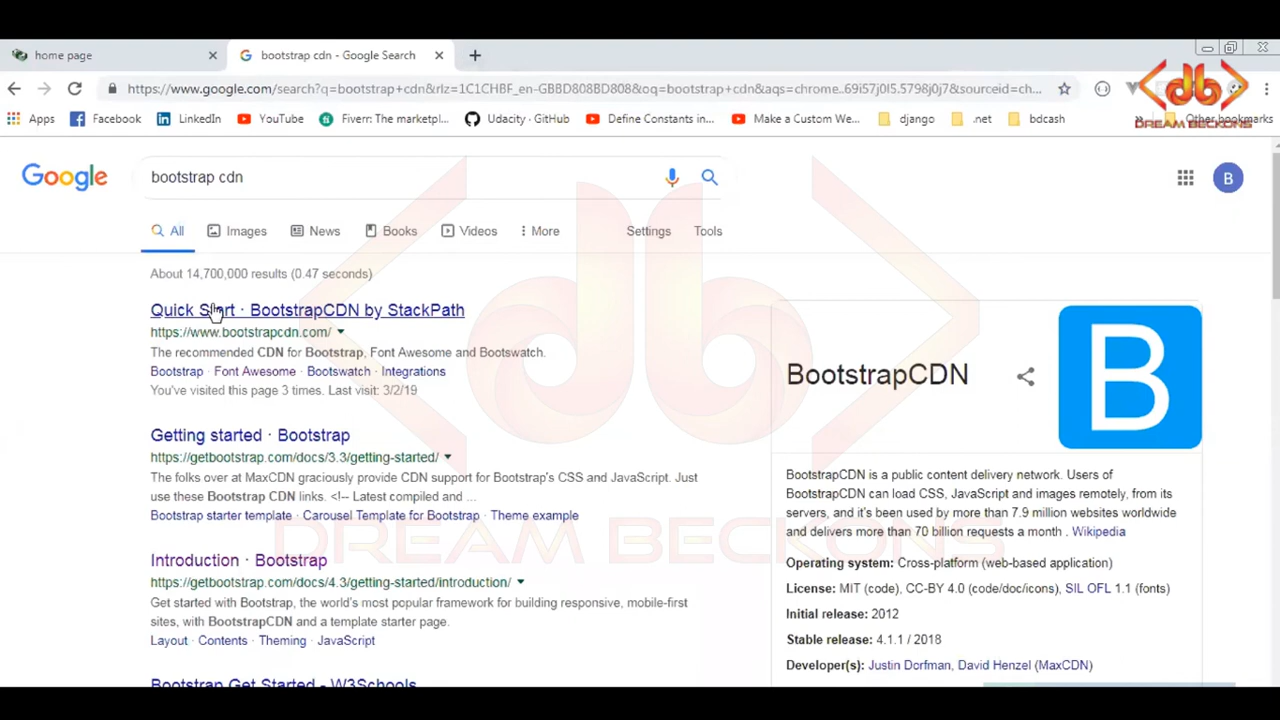 home page
bootstrap cdn - Google Search
https://www.google.com/search?q=bootstrap+cdn&rlz=1C1CHBF_en-GBBD808BD808&oq=bootstrap+cdn&aqs=chrome..69i57j0l5.5798j0j7&sourceid=ch...
Apps
Facebook
LinkedIn
YouTube
Fiverr: The marketpl...
Udacity · GitHub
Define Constants in...
Make a Custom We...
django
.net
bdcash
»
Other bookmarks
DREAM BECKONS
Google
bootstrap cdn
B
All
Images
News
Books
Videos
More
Settings
Tools
About 14,700,000 results (0.47 seconds)
Quick Start · BootstrapCDN by StackPath
https://www.bootstrapcdn.com/
The recommended CDN for Bootstrap, Font Awesome and Bootswatch.
Bootstrap · Font Awesome · Bootswatch · Integrations
You've visited this page 3 times. Last visit: 3/2/19
Getting started · Bootstrap
https://getbootstrap.com/docs/3.3/getting-started/
The folks over at MaxCDN graciously provide CDN support for Bootstrap's CSS and JavaScript. Just
use these Bootstrap CDN links. <!-- Latest compiled and ...
Bootstrap starter template · Carousel Template for Bootstrap · Theme example
DREAM BECKONS
Introduction · Bootstrap
https://getbootstrap.com/docs/4.3/getting-started/introduction/
Get started with Bootstrap, the world's most popular framework for building responsive, mobile-first
sites, with BootstrapCDN and a template starter page.
Layout · Contents · Theming · JavaScript
Bootstrap Get Started - W3Schools
BootstrapCDN
B
BootstrapCDN is a public content delivery network. Users of
BootstrapCDN can load CSS, JavaScript and images remotely, from its
servers, and it's been used by more than 7.9 million websites worldwide
and delivers more than 70 billion requests a month . Wikipedia
Operating system: Cross-platform (web-based application)
License: MIT (code), CC-BY 4.0 (code/doc/icons), SIL OFL 1.1 (fonts)
Initial release: 2012
Stable release: 4.1.1 / 2018
Developer(s): Justin Dorfman, David Henzel (MaxCDN)